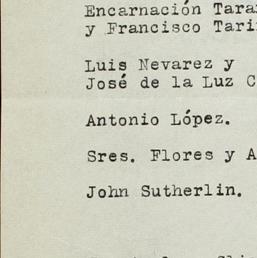 Encarnación Tara
y Francisco Tari
Luis Nevarez y
José de la Luz C
Antonio López.
Sres. Flores y A
John Sutherlin.